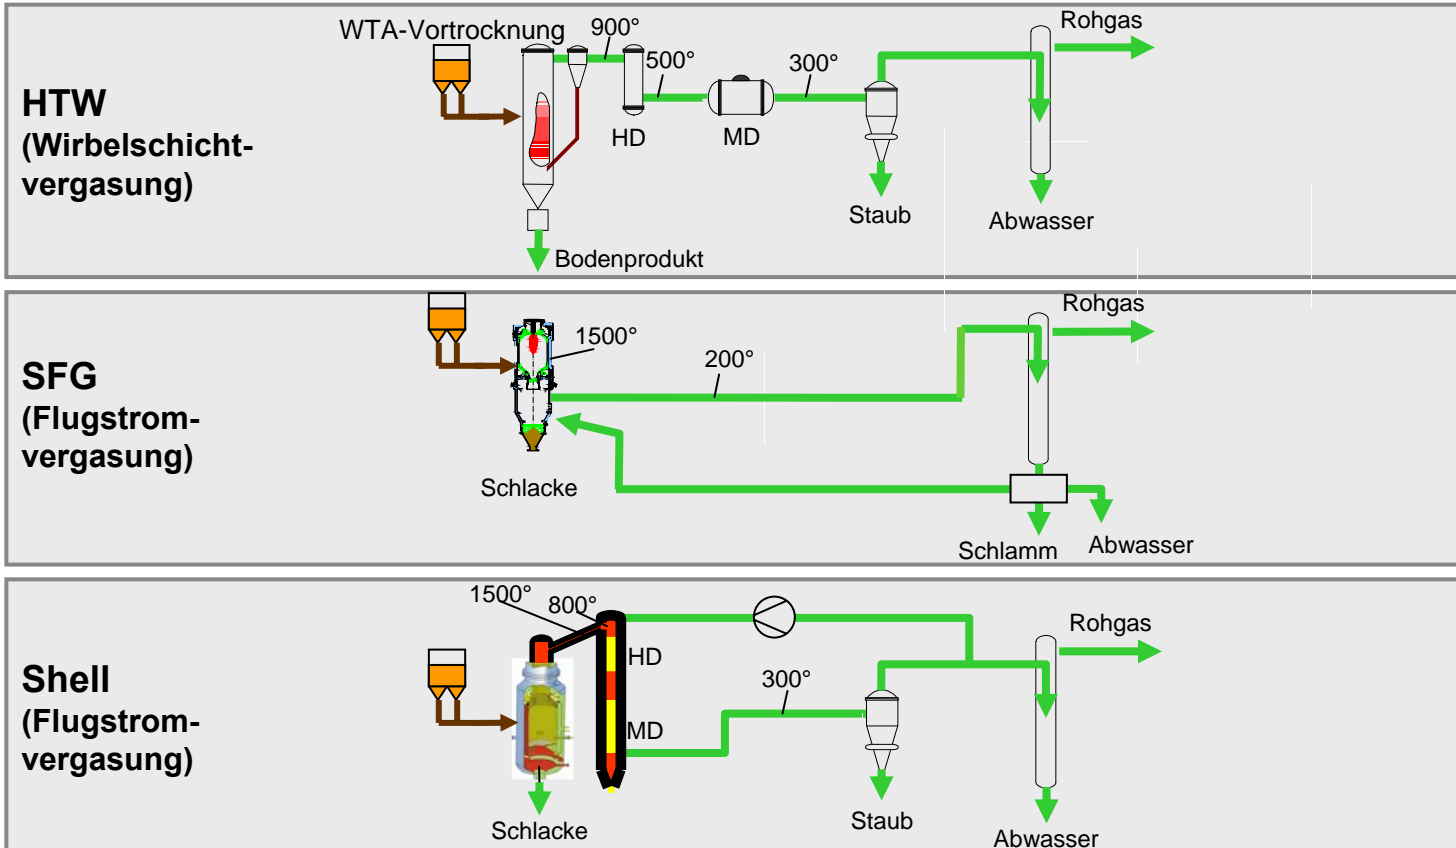 WTA-Vortrocknung
900°
500°
300°
Rohgas
HTW
(Wirbelschicht-
vergasung)
HD
MD
Staub
Abwasser
Bodenprodukt
SFG
(Flugstrom-
vergasung)
1500°
200°
Rohgas
Schlacke
Schlamm
Abwasser
Shell
(Flugstrom-
vergasung)
1500°
800°
HD
MD
300°
Rohgas
Schlacke
Staub
Abwasser